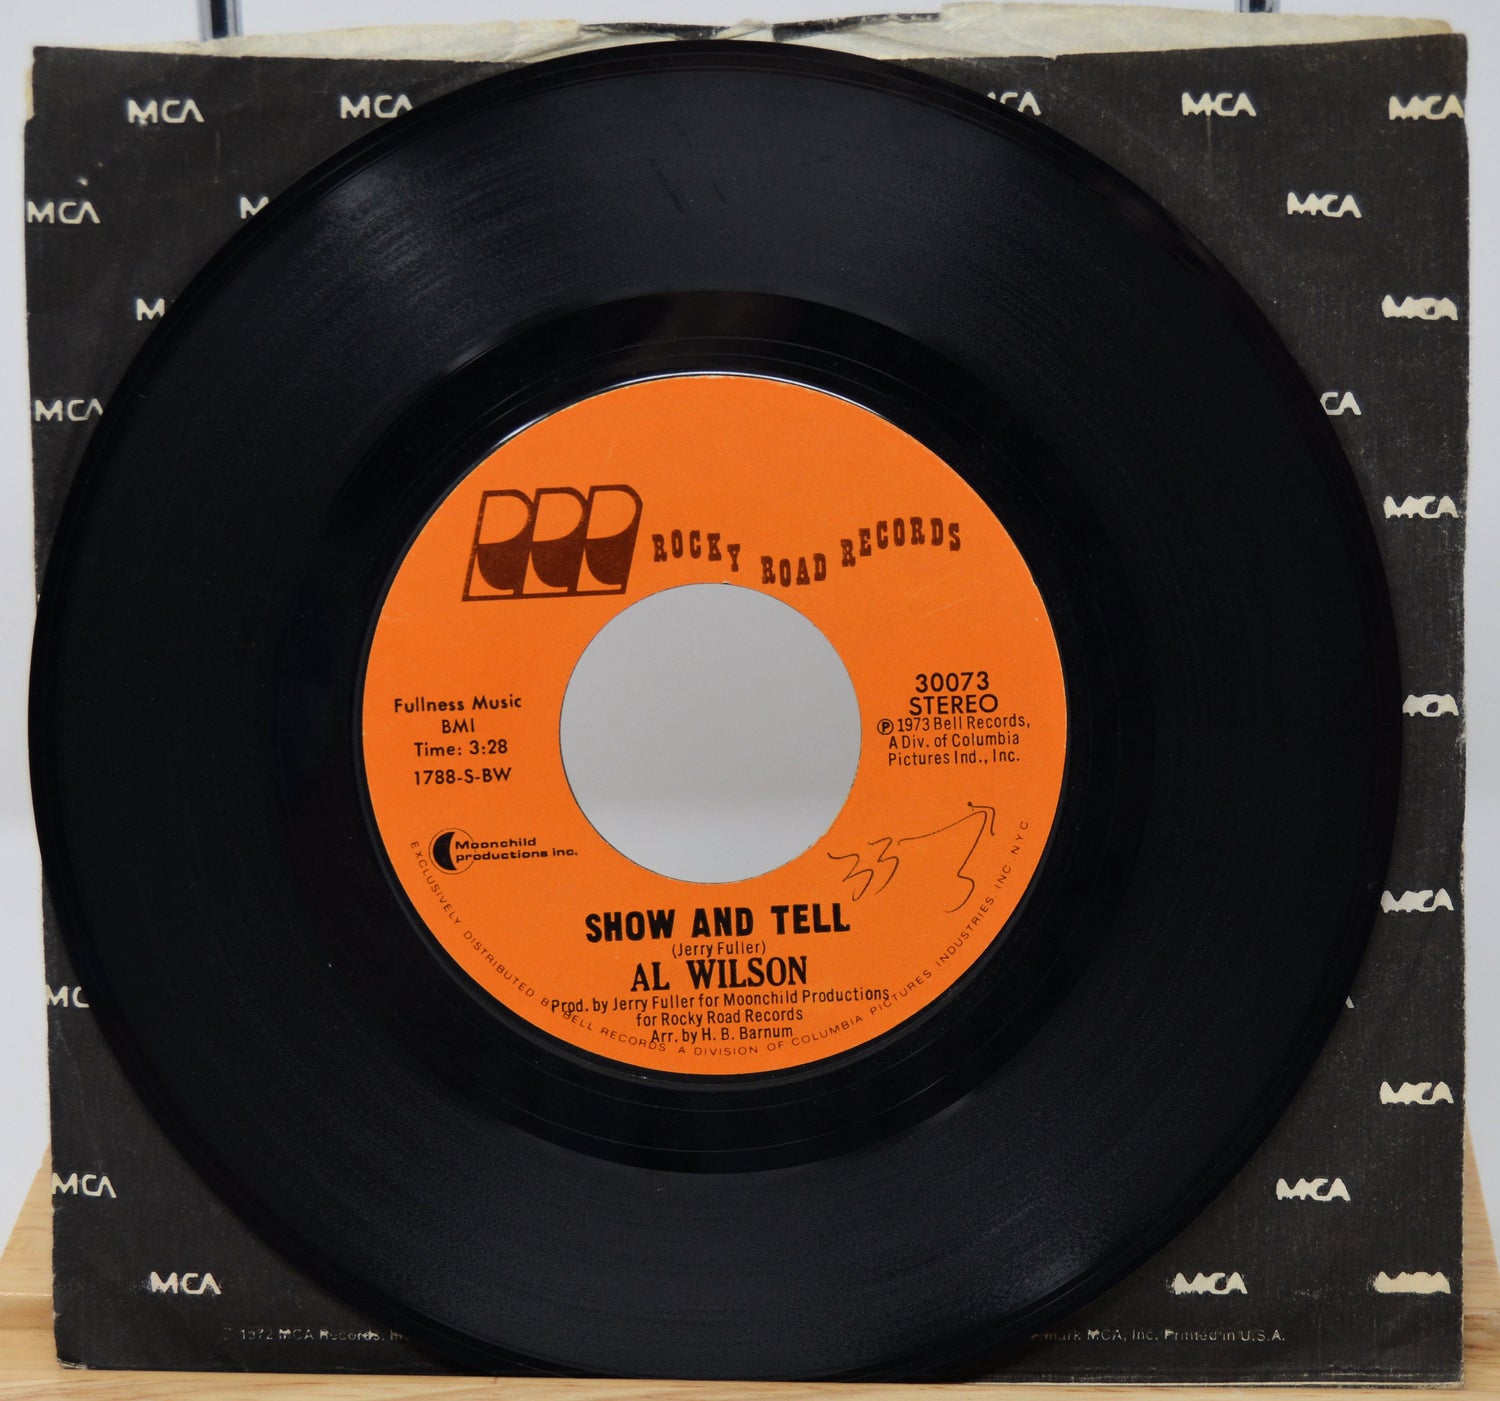 MCA MCA MCA MCA MCA
MCA MCA
MCA
MCA
MCA
MCA
MCA
MCA
MCA
MCA MCA
MCA MCA MCA
RRR ROCKY ROAD RECORDS
Fullness Music
BMI
Time: 3:28
1788-S-BW
30073
STEREO
Ⓟ 1973 Bell Records,
A Div. of Columbia
Pictures Ind., Inc.
Moonchild
productions inc.
SHOW AND TELL
(Jerry Fuller)
AL WILSON
Prod. by Jerry Fuller for Moonchild Productions
for Rocky Road Records
Arr. by H. B. Barnum
EXCLUSIVELY DISTRIBUTED BY BELL RECORDS A DIVISION OF COLUMBIA PICTURES INDUSTRIES INC. NYC
1972 MCA Records,
MCA, Inc. Printed in U.S.A.